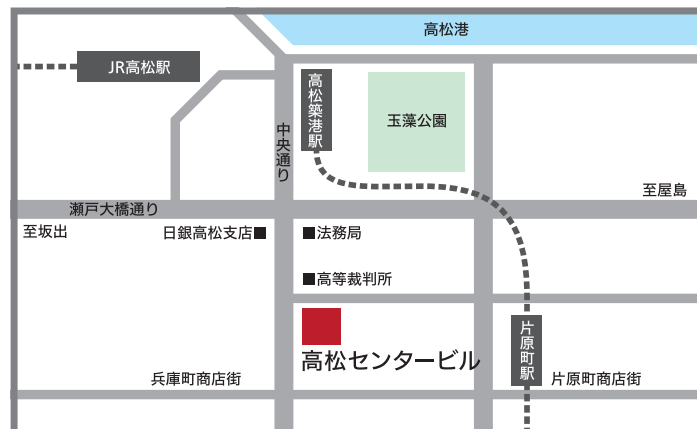 高松港
JR高松駅
高松築港駅
玉藻公園
中央通り
至屋島
瀬戸大橋通り
至坂出
日銀高松支店■
■法務局
■高等裁判所
高松センタービル
片原町駅
兵庫町商店街
片原町商店街